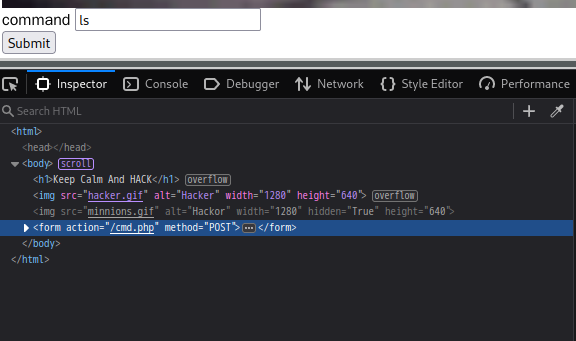 command ls
Submit
Inspector Console Debugger Network {} Style Editor Performance
Search HTML
<html>
<head></head>
<body> scroll
<h1>Keep Calm And HACK</h1> overflow
<img src="hacker.gif" alt="Hacker" width="1280" height="640"> overflow
<img src="minnions.gif" alt="Hackor" width="1280" hidden="True" height="640">
<form action="/cmd.php" method="POST"> ... </form>
</body>
</html>